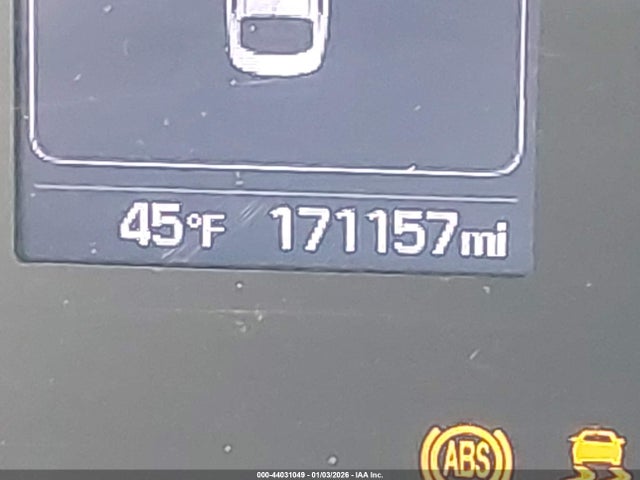 45°F 171157mi
ABS
000-44031049 - 01/03/2026 - IAA Inc.